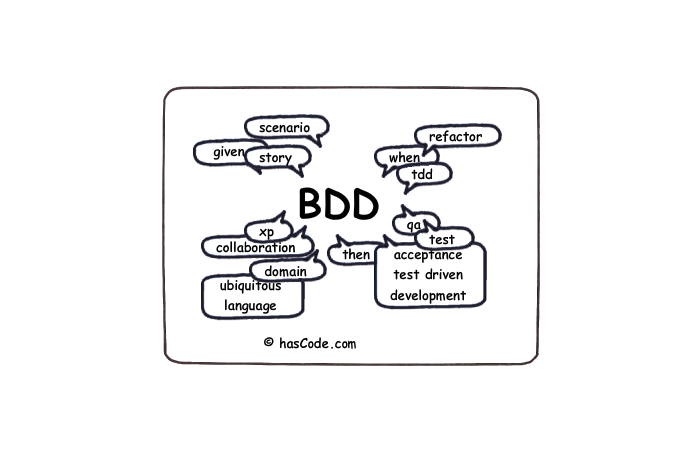 scenario
given
story
refactor
when
tdd
BDD
xp
collaboration
domain
ubiquitous
language
qa
test
then
acceptance
test driven
development
© hasCode.com